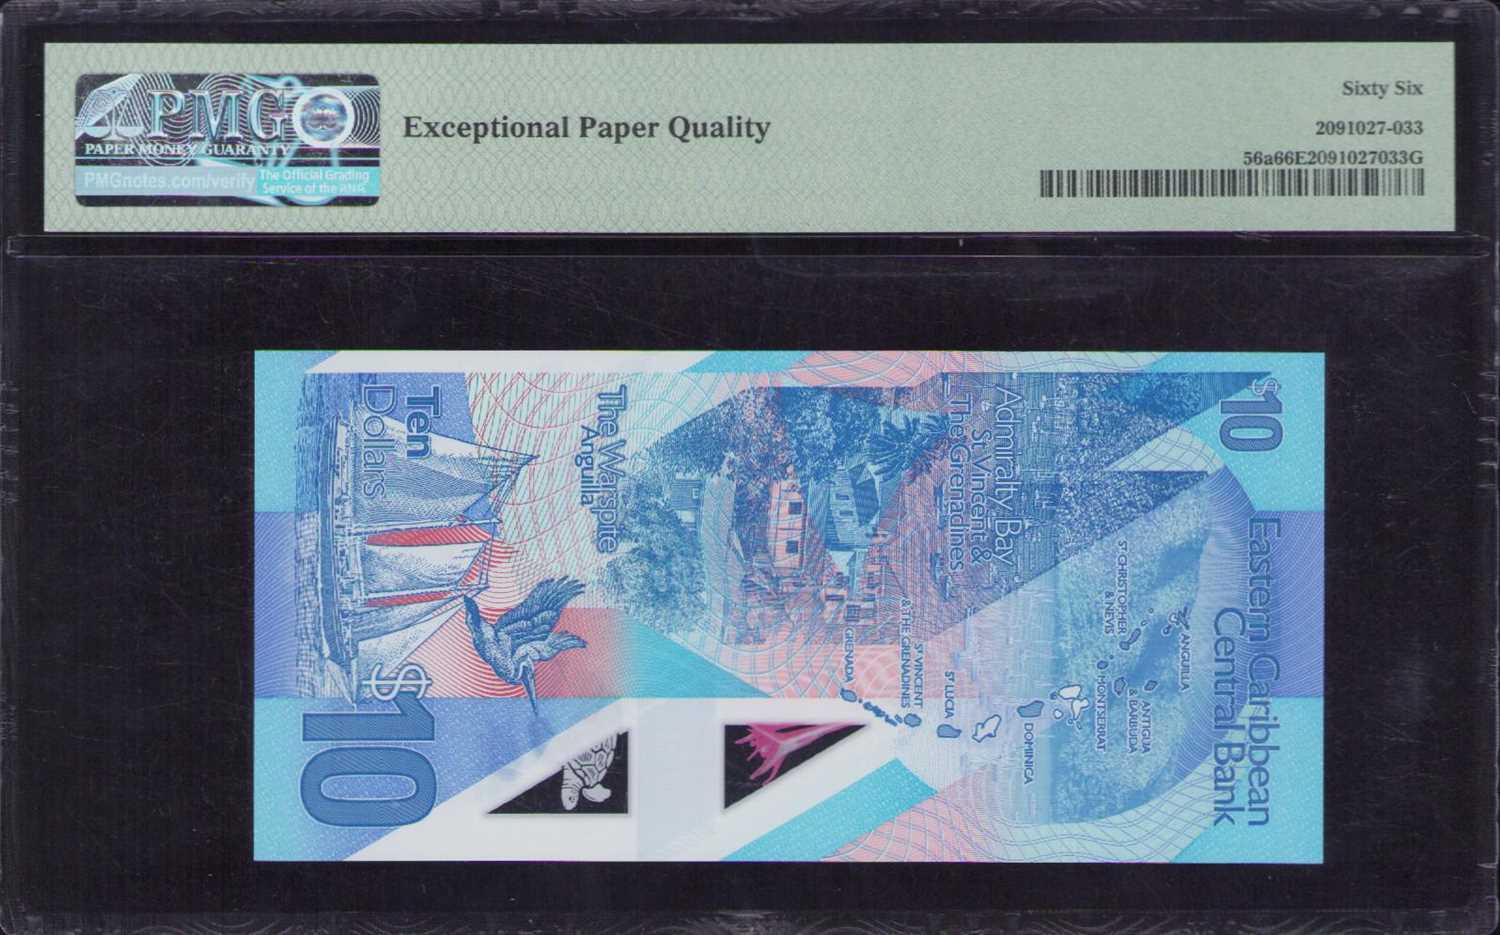 PMG
PAPER MONEY GUARANTY
PMGnotes.com/verify
The Official Grading
Service of the ANA
Exceptional Paper Quality
Sixty Six
2091027-033
56a66E2091027033G
$10
Eastern Caribbean
Central Bank
Admiralty Bay
St Vincent &
The Grenadines
The Warspite
Anguilla
Ten
Dollars
$10
ANGUILLA
ST CHRISTOPHER
& NEVIS
ANTIGUA
& BARBUDA
MONTSERRAT
DOMINICA
ST LUCIA
ST VINCENT
& THE GRENADINES
GRENADA